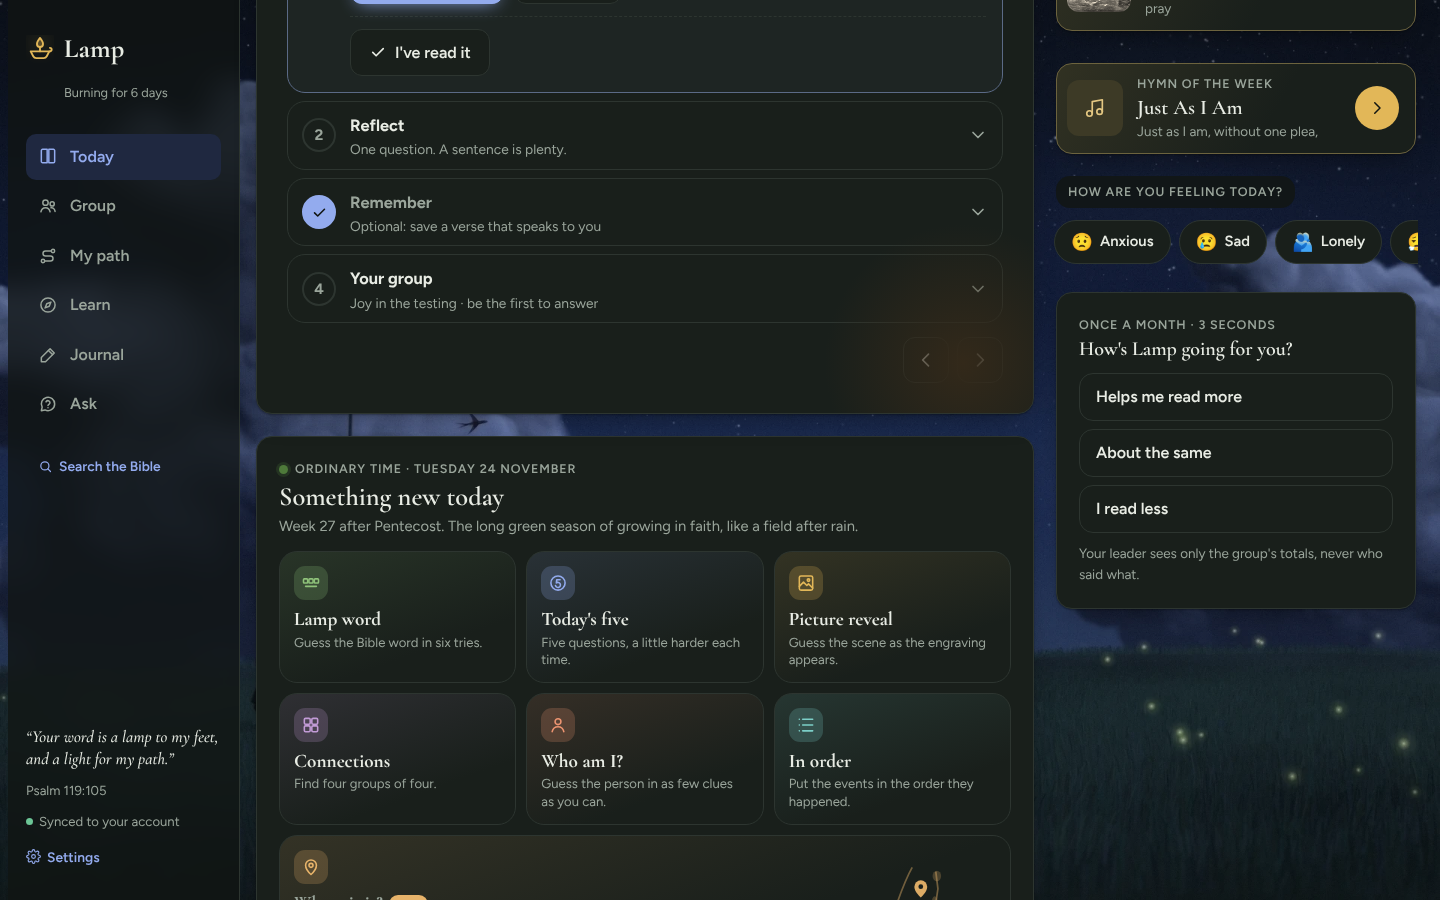 Lamp
Burning for 6 days
Today
Group
My path
Learn
Journal
Ask
Search the Bible
“Your word is a lamp to my feet,
and a light for my path.”
Psalm 119:105
Synced to your account
Settings
I've read it
2
Reflect
One question. A sentence is plenty.
Remember
Optional: save a verse that speaks to you
4
Your group
Joy in the testing · be the first to answer
ORDINARY TIME · TUESDAY 24 NOVEMBER
Something new today
Week 27 after Pentecost. The long green season of growing in faith, like a field after rain.
Lamp word
Guess the Bible word in six tries.
5
Today's five
Five questions, a little harder each
time.
Picture reveal
Guess the scene as the engraving
appears.
Connections
Find four groups of four.
Who am I?
Guess the person in as few clues
as you can.
In order
Put the events in the order they
happened.
pray
HYMN OF THE WEEK
Just As I Am
Just as I am, without one plea,
HOW ARE YOU FEELING TODAY?
Anxious
Sad
Lonely
ONCE A MONTH · 3 SECONDS
How's Lamp going for you?
Helps me read more
About the same
I read less
Your leader sees only the group's totals, never who
said what.